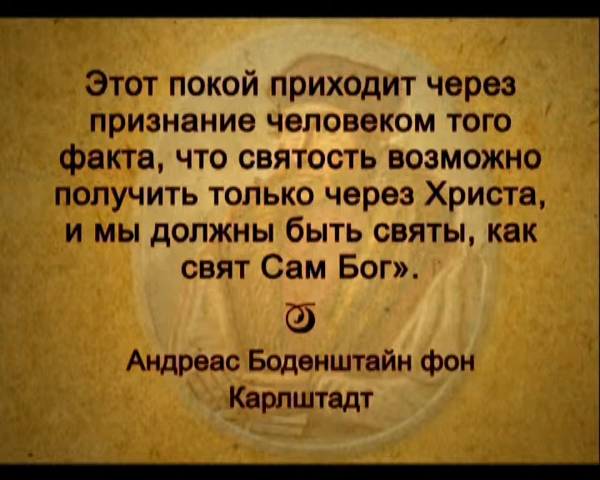 Этот покой приходит через
признание человеком того
факта, что святость возможно
получить только через Христа,
и мы должны быть святы, как
свят Сам Бог».
Андреас Боденштайн фон
Карлштадт